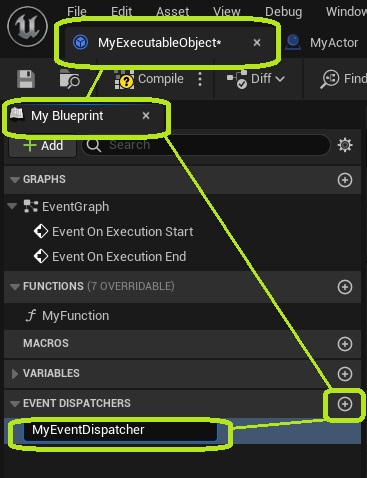 File Edit Asset View Debug Window
MyExecutableObject* × MyActor
Compile Diff Find
My Blueprint ×
+ Add Search
GRAPHS
EventGraph
Event On Execution Start
Event On Execution End
FUNCTIONS (7 OVERRIDABLE)
f MyFunction
MACROS
VARIABLES
EVENT DISPATCHERS
MyEventDispatcher